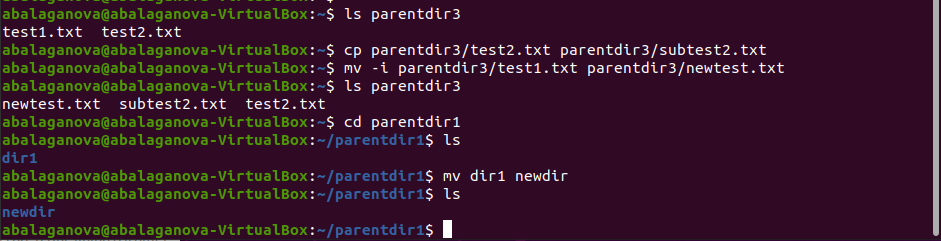 abalaganova@abalaganova-VirtualBox:~$ ls parentdir3
test1.txt  test2.txt
abalaganova@abalaganova-VirtualBox:~$ cp parentdir3/test2.txt parentdir3/subtest2.txt
abalaganova@abalaganova-VirtualBox:~$ mv -i parentdir3/test1.txt parentdir3/newtest.txt
abalaganova@abalaganova-VirtualBox:~$ ls parentdir3
newtest.txt  subtest2.txt  test2.txt
abalaganova@abalaganova-VirtualBox:~$ cd parentdir1
abalaganova@abalaganova-VirtualBox:~/parentdir1$ ls
dir1
abalaganova@abalaganova-VirtualBox:~/parentdir1$ mv dir1 newdir
abalaganova@abalaganova-VirtualBox:~/parentdir1$ ls
newdir
abalaganova@abalaganova-VirtualBox:~/parentdir1$